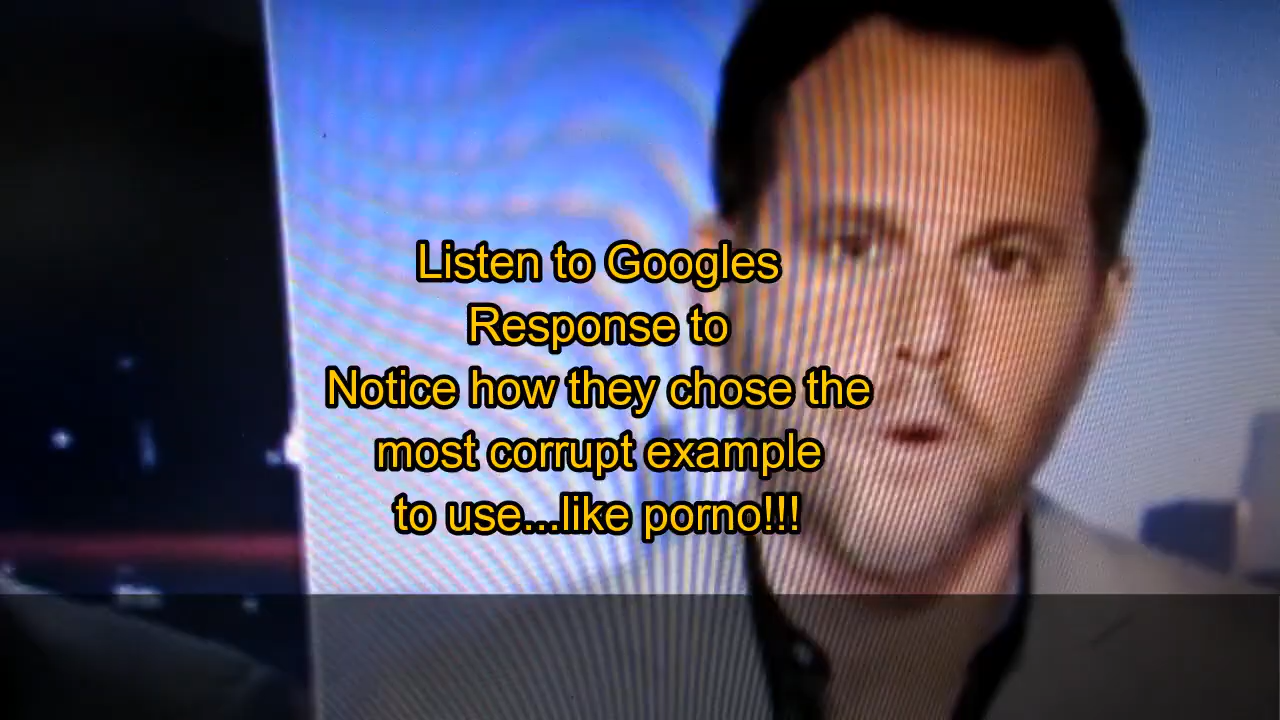 Listen to Googles
Response to
Notice how they chose the
most corrupt example
to use...like porno!!!